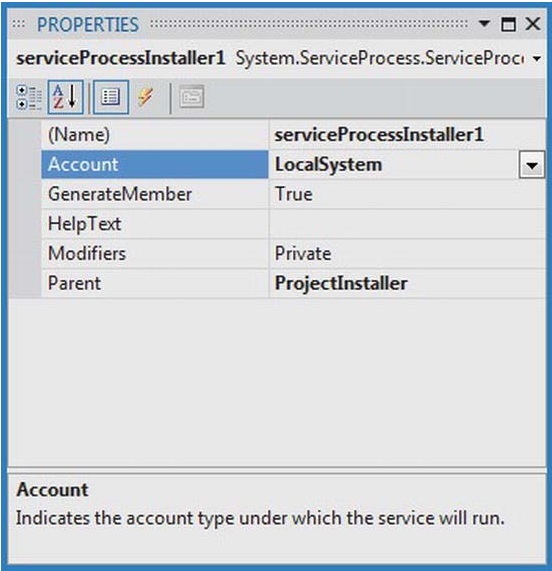 PROPERTIES
serviceProcessInstaller1 System.ServiceProcess.ServiceProc
A Z
(Name) serviceProcessInstaller1
Account LocalSystem
GenerateMember True
HelpText
Modifiers Private
Parent ProjectInstaller
Account
Indicates the account type under which the service will run.